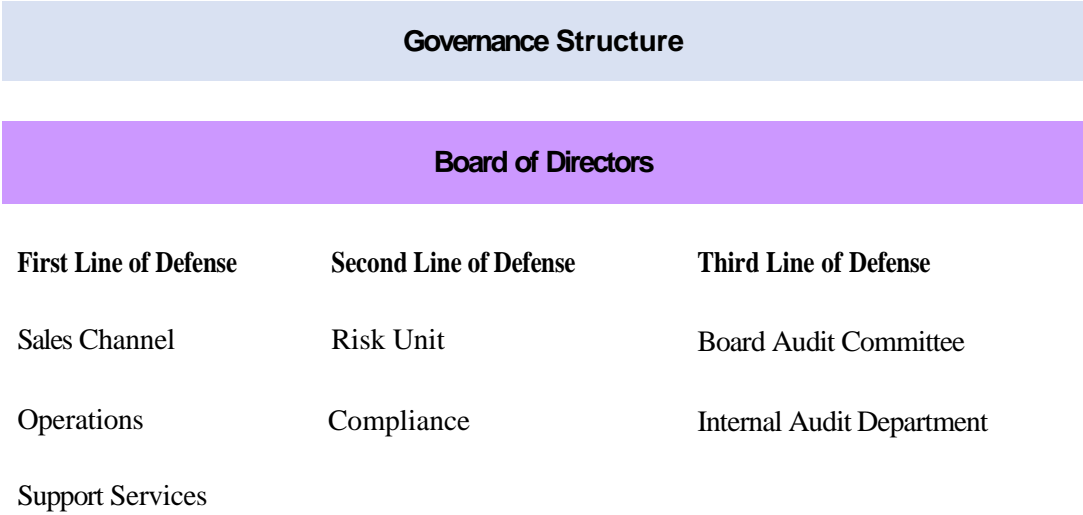 Governance Structure
Board of Directors
First Line of Defense Second Line of Defense Third Line of Defense
Sales Channel Risk Unit Board Audit Committee
Operations Compliance Internal Audit Department
Support Services